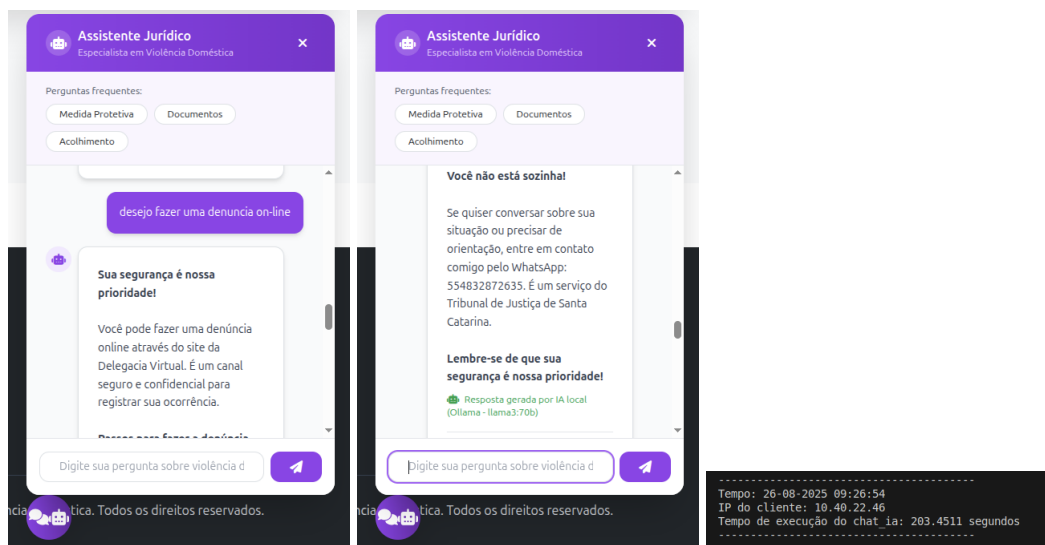 Assistente Jurídico
Especialista em Violência Doméstica
Perguntas frequentes:
Medida Protetiva
Documentos
Acolhimento
desejo fazer uma denuncia on-line
Sua segurança é nossa
prioridade!
Você pode fazer uma denúncia
online através do site da
Delegacia Virtual. É um canal
seguro e confidencial para
registrar sua ocorrência.
Passos para fazer a denúncia
Digite sua pergunta sobre violência d
tica. Todos os direitos reservados.
Assistente Jurídico
Especialista em Violência Doméstica
Perguntas frequentes:
Medida Protetiva
Documentos
Acolhimento
Você não está sozinha!
Se quiser conversar sobre sua
situação ou precisar de
orientação, entre em contato
comigo pelo WhatsApp:
554832872635. É um serviço do
Tribunal de Justiça de Santa
Catarina.
Lembre-se de que sua
segurança é nossa prioridade!
Resposta gerada por IA local
(Ollama - llama3:70b)
Digite sua pergunta sobre violência d
tica. Todos os direitos reservados.
---------------------------------------
Tempo: 26-08-2025 09:26:54
IP do cliente: 10.40.22.46
Tempo de execução do chat_ia: 203.4511 segundos
---------------------------------------